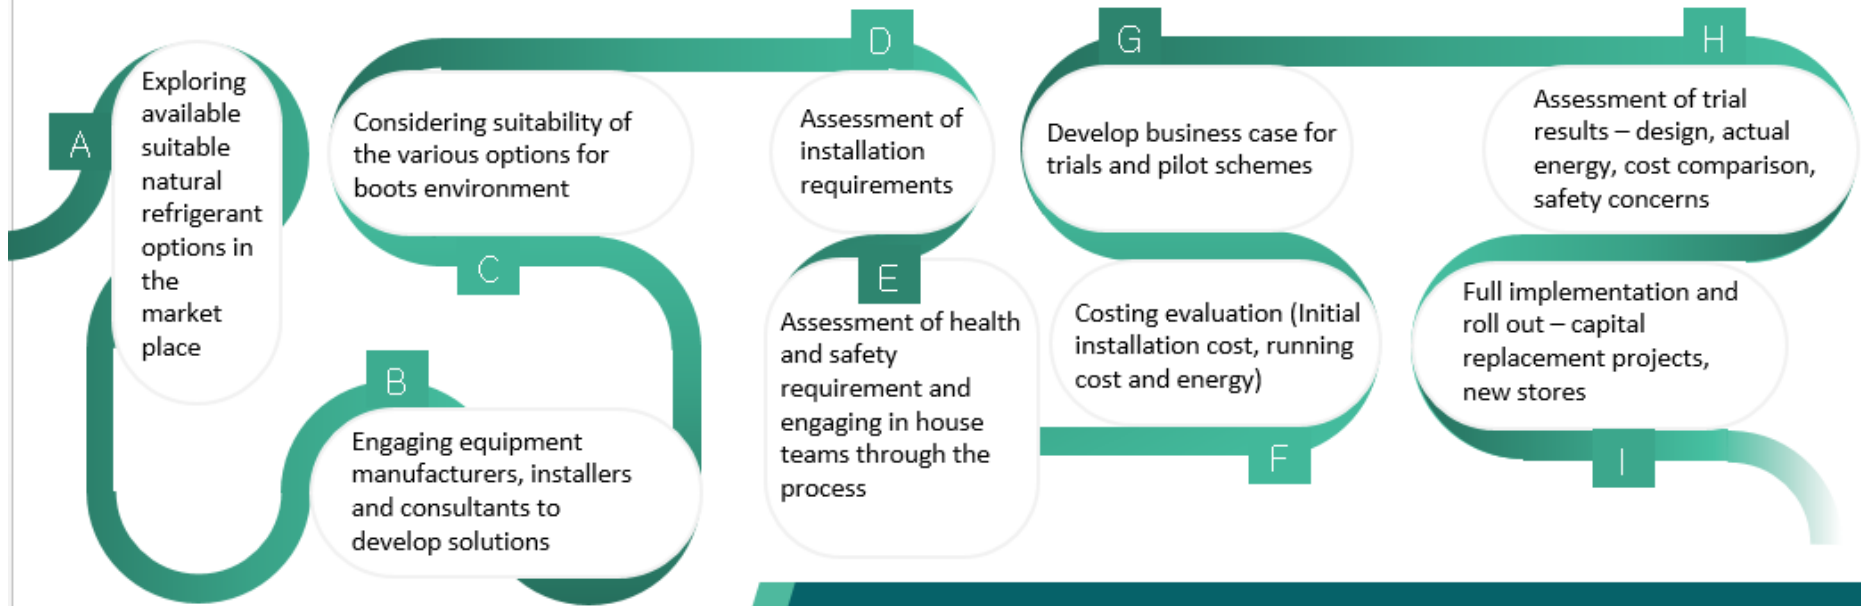 A
Exploring
available
suitable
natural
refrigerant
options in
the
market
place
B
Engaging equipment
manufacturers, installers
and consultants to
develop solutions
C
Considering suitability of
the various options for
boots environment
D
Assessment of
installation
requirements
E
Assessment of health
and safety
requirement and
engaging in house
teams through the
process
F
Costing evaluation (Initial
installation cost, running
cost and energy)
G
Develop business case for
trials and pilot schemes
H
Assessment of trial
results – design, actual
energy, cost comparison,
safety concerns
I
Full implementation and
roll out – capital
replacement projects,
new stores